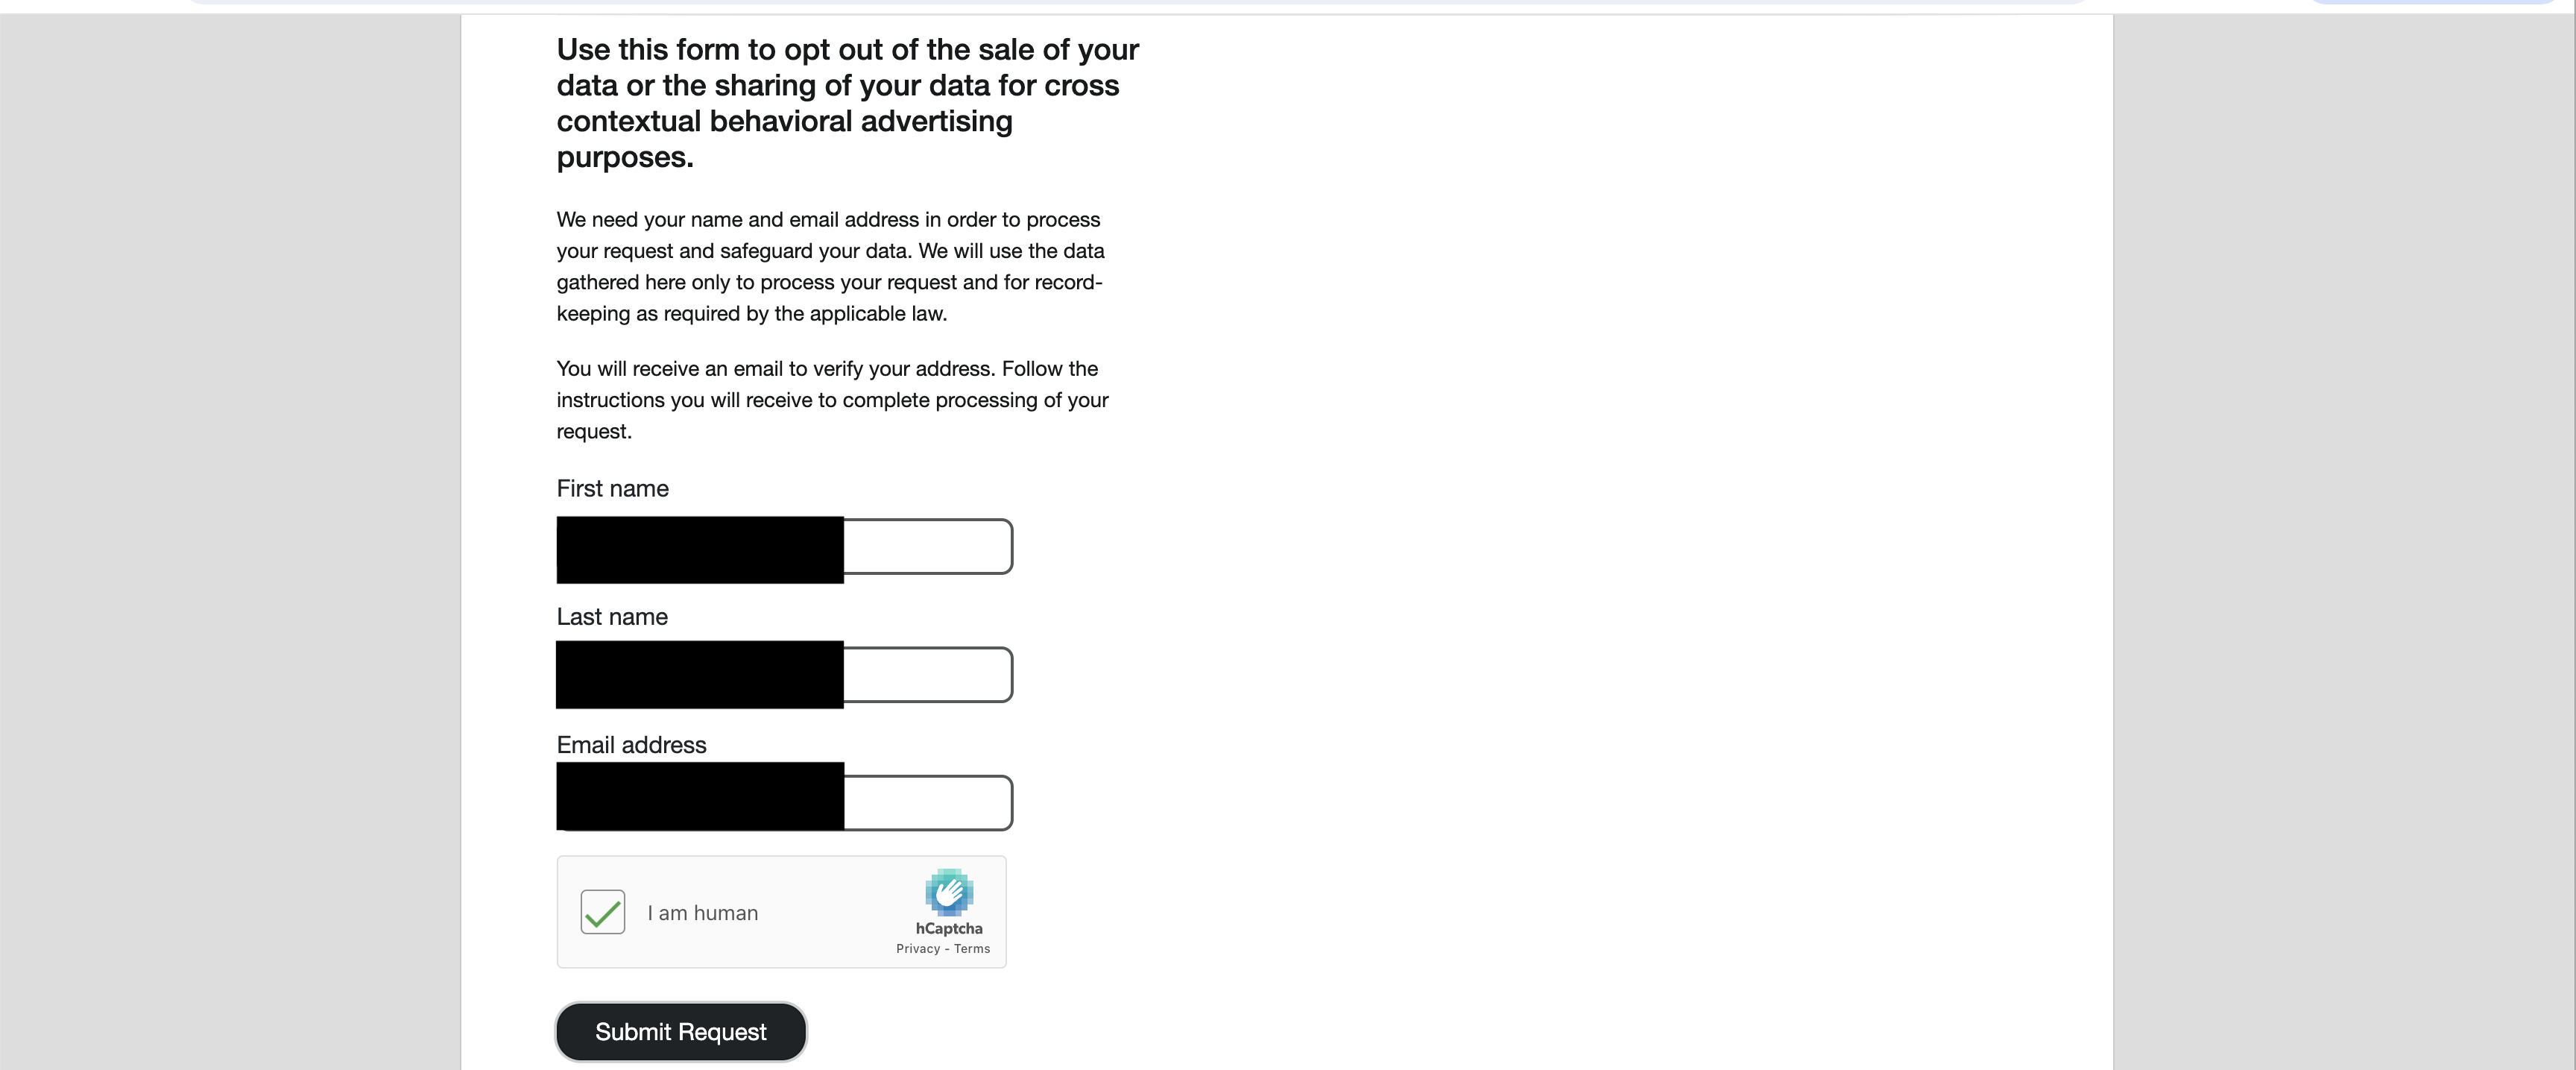 Use this form to opt out of the sale of your
data or the sharing of your data for cross
contextual behavioral advertising
purposes.
We need your name and email address in order to process
your request and safeguard your data. We will use the data
gathered here only to process your request and for record-
keeping as required by the applicable law.
You will receive an email to verify your address. Follow the
instructions you will receive to complete processing of your
request.
First name
Last name
Email address
I am human
hCaptcha
Privacy - Terms
Submit Request